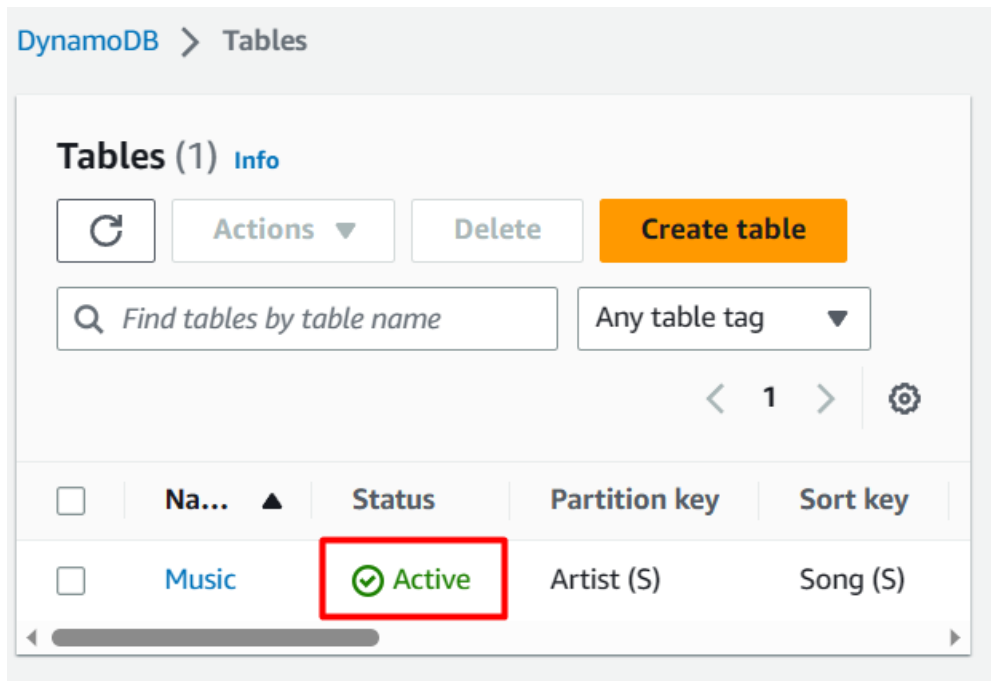 DynamoDB > Tables
Tables (1) Info
Actions Delete Create table
Find tables by table name Any table tag
1
Na... Status Partition key Sort key
Music Active Artist (S) Song (S)